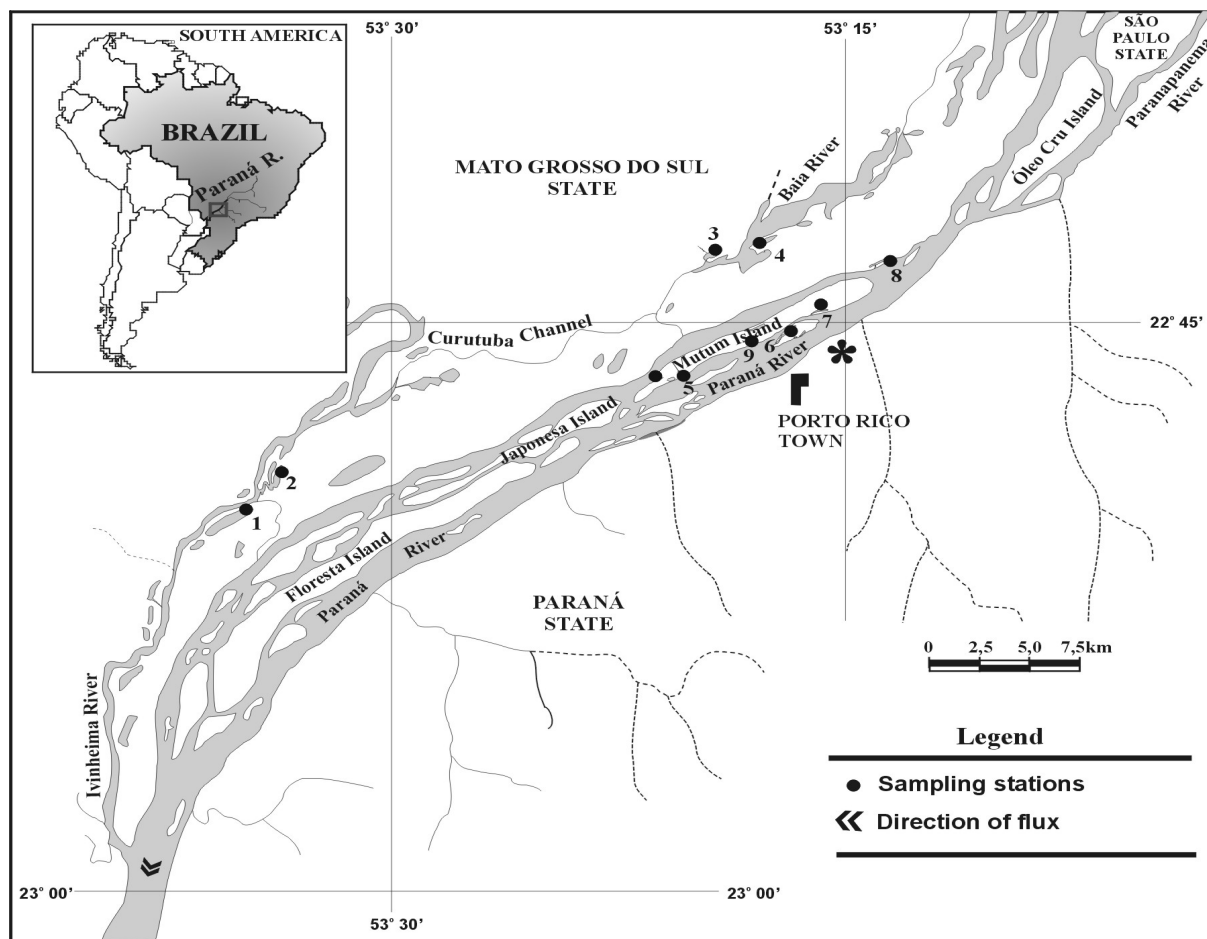 SOUTH AMERICA
BRAZIL
Paraná R.
53° 30’
53° 15’
SÃO
PAULO
STATE
Paranapanema
River
Óleo Cru Island
MATO GROSSO DO SUL
STATE
Baia River
3
4
8
Curutuba Channel
22° 45’
7
Mutum Island
6
9
5
Paraná River
*
PORTO RICO
TOWN
Japonesa Island
2
1
Floresta Island
Paraná River
PARANÁ
STATE
0 2,5 5,0 7,5km
Ivinheima River
Legend
Sampling stations
Direction of flux
23° 00’
23° 00’
53° 30’